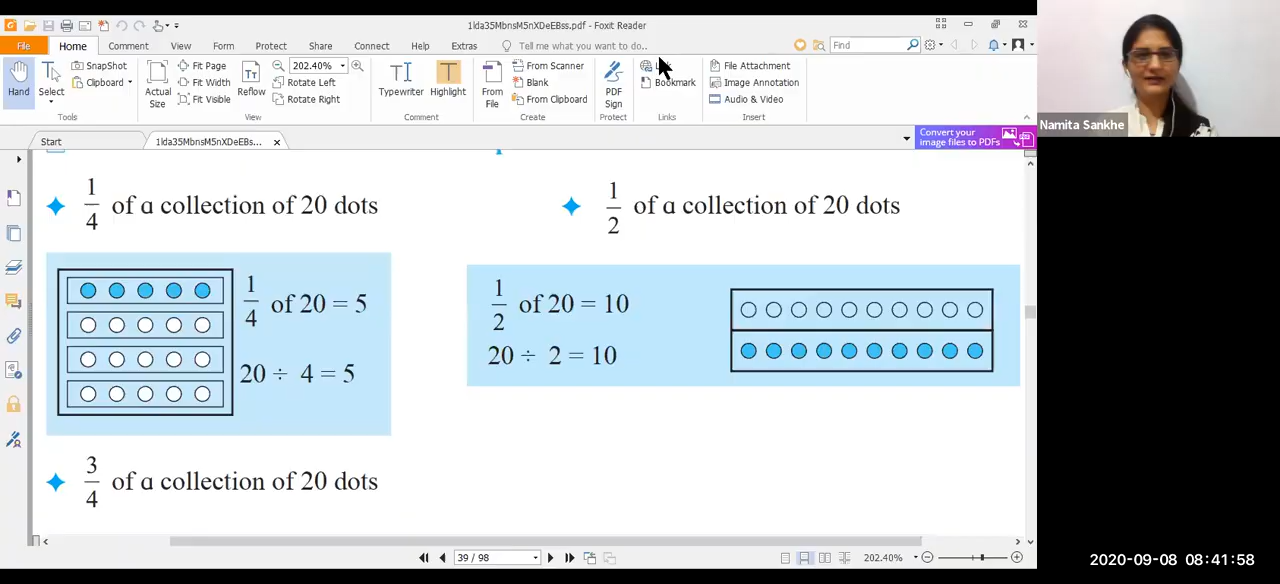 1lda35MbnsM5nXDeEBss.pdf - Foxit Reader
File Home Comment View Form Protect Share Connect Help Extras Tell me what you want to do.. Find
Hand
Select
SnapShot
Clipboard
Tools
Actual Size
Fit Page
Fit Width
Fit Visible
Reflow
202.40%
Rotate Left
Rotate Right
View
Typewriter
Highlight
Comment
From File
From Scanner
Blank
From Clipboard
Create
PDF Sign
Protect
Bookmark
Links
File Attachment
Image Annotation
Audio & Video
Insert
Start 1lda35MbnsM5nXDeEBs...
Convert your
image files to PDFs
Namita Sankhe
1/4 of a collection of 20 dots
1/2 of a collection of 20 dots
1/4 of 20 = 5
20 ÷ 4 = 5
1/2 of 20 = 10
20 ÷ 2 = 10
3/4 of a collection of 20 dots
39 / 98 202.40%
2020-09-08 08:41:58